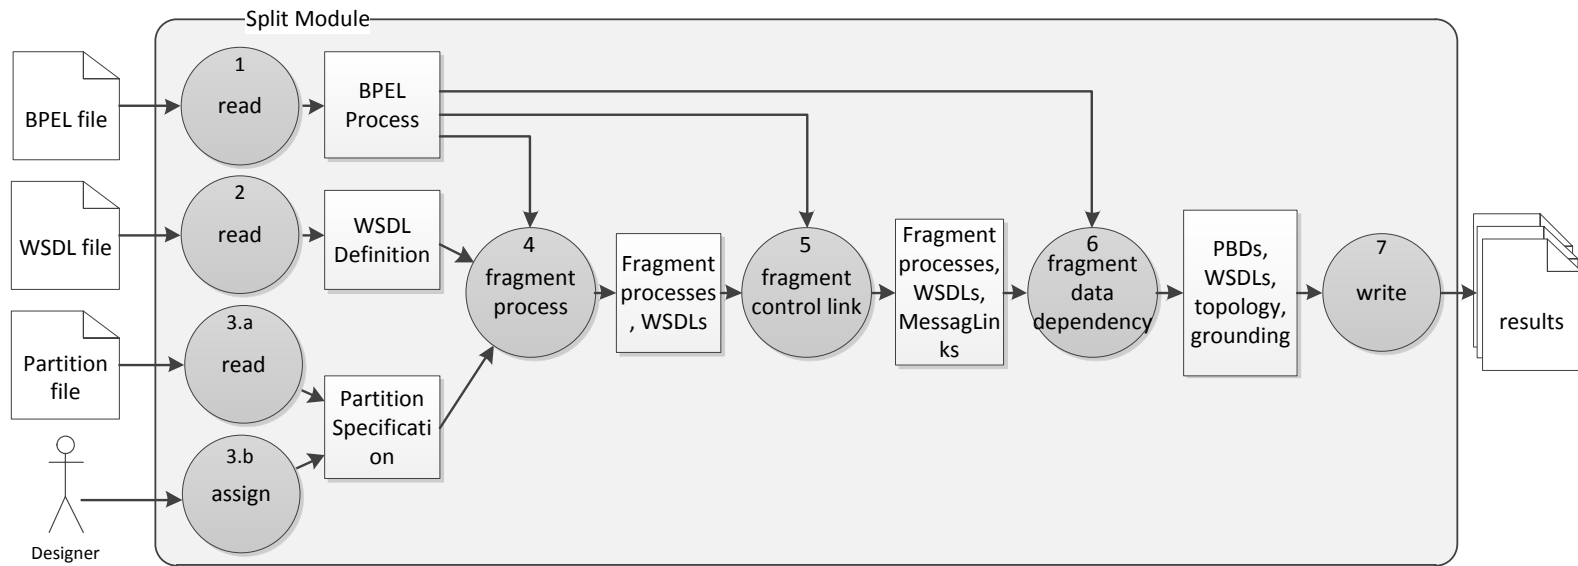 Split Module
BPEL file
1
read
BPEL
Process
WSDL file
2
read
WSDL
Definition
Partition
file
3.a
read
Partition
Specificati
on
Designer
3.b
assign
4
fragment
process
Fragment
processes
, WSDLs
5
fragment
control link
Fragment
processes,
WSDLs,
MessagLin
ks
6
fragment
data
dependency
PBDs,
WSDLs,
topology,
grounding
7
write
results